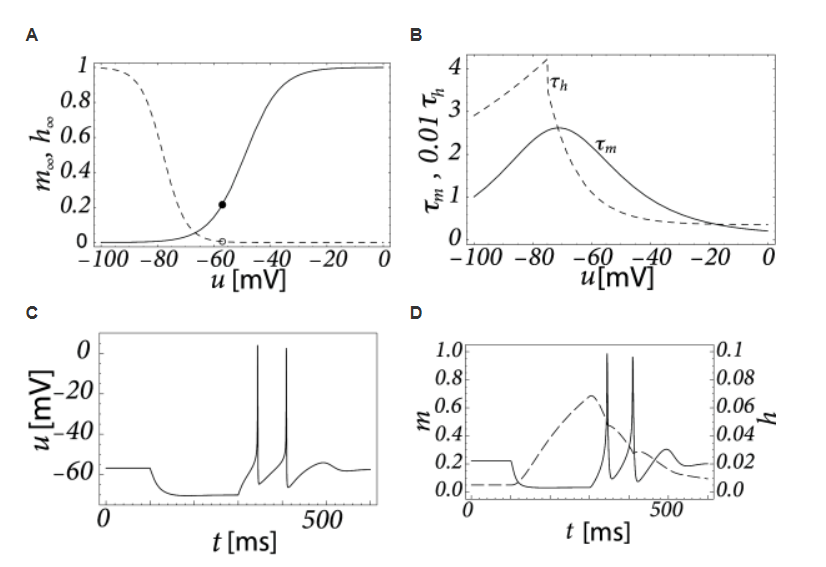 A
1
0.8
0.6
0.4
0.2
0
m∞, h∞
−100 −80 −60 −40 −20 0
u [mV]
B
4
3
2
1
0
τm , 0.01 τh
τh
τm
−100 −80 −60 −40 −20 0
u[mV]
C
0
−20
−40
−60
u [mV]
0 500
t [ms]
D
1.0
0.8
0.6
0.4
0.2
0.0
m
0.1
0.08
0.06
0.04
0.02
0.0
h
0 500
t [ms]